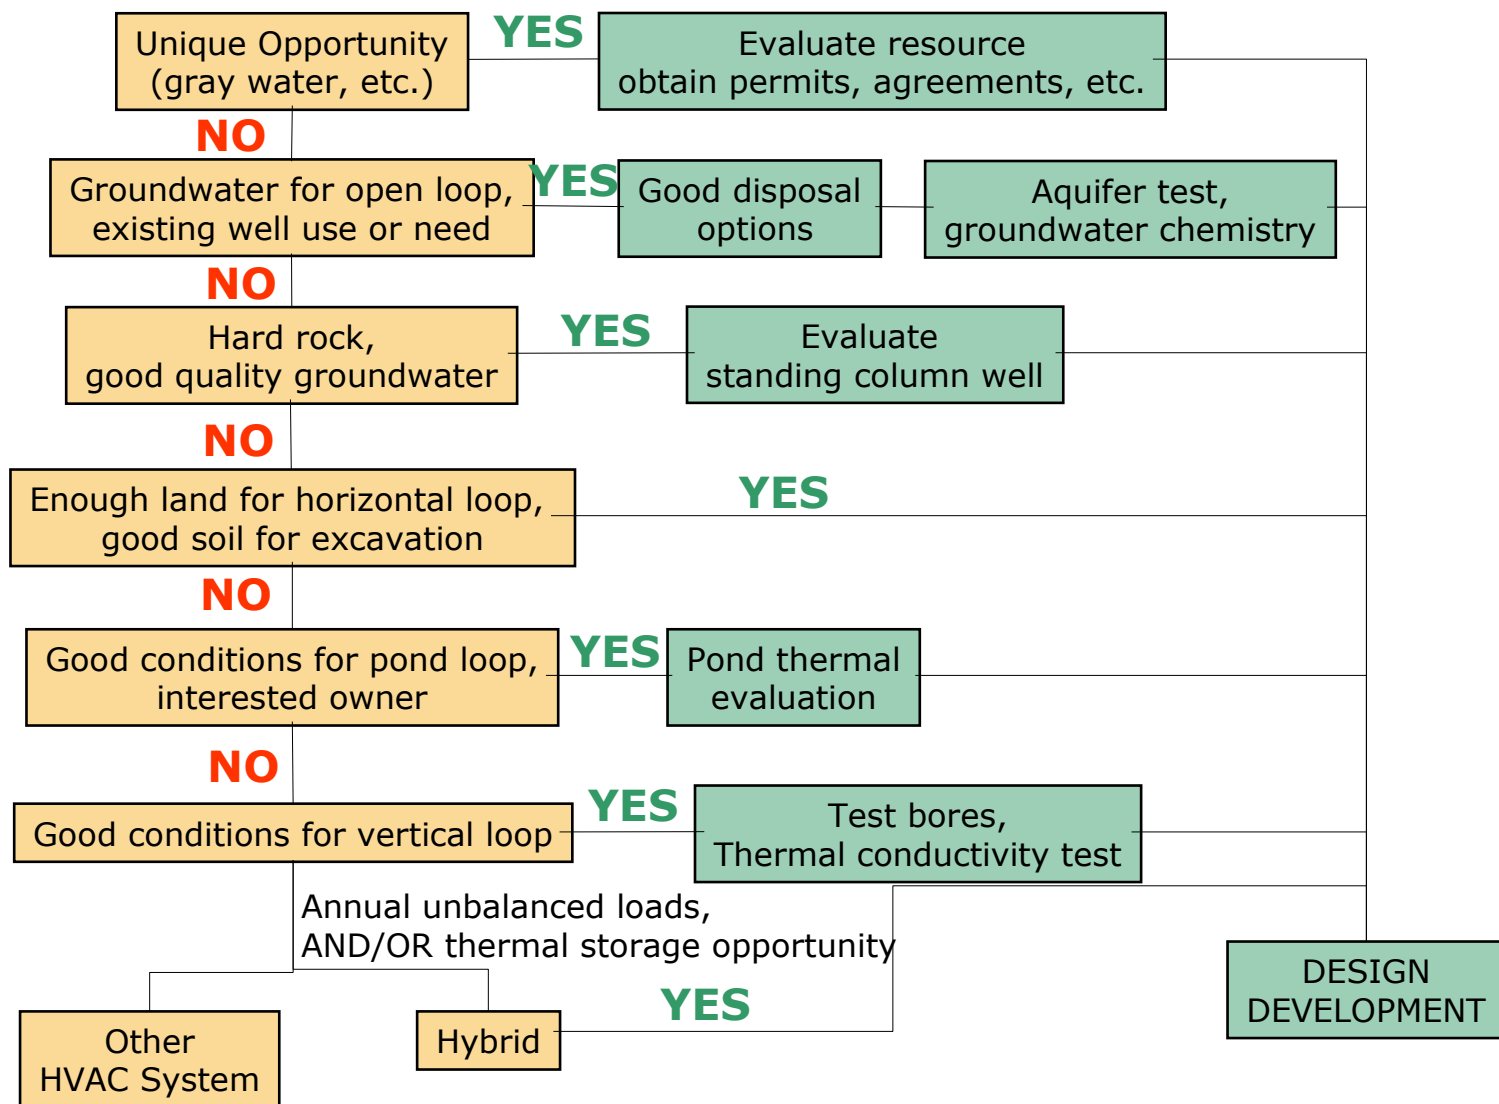 Unique Opportunity
(gray water, etc.)
YES
Evaluate resource
obtain permits, agreements, etc.
NO
Groundwater for open loop,
existing well use or need
YES
Good disposal
options
Aquifer test,
groundwater chemistry
NO
Hard rock,
good quality groundwater
YES
Evaluate
standing column well
NO
Enough land for horizontal loop,
good soil for excavation
YES
NO
Good conditions for pond loop,
interested owner
YES
Pond thermal
evaluation
NO
Good conditions for vertical loop
YES
Test bores,
Thermal conductivity test
Annual unbalanced loads,
AND/OR thermal storage opportunity
Other
HVAC System
Hybrid
YES
DESIGN
DEVELOPMENT